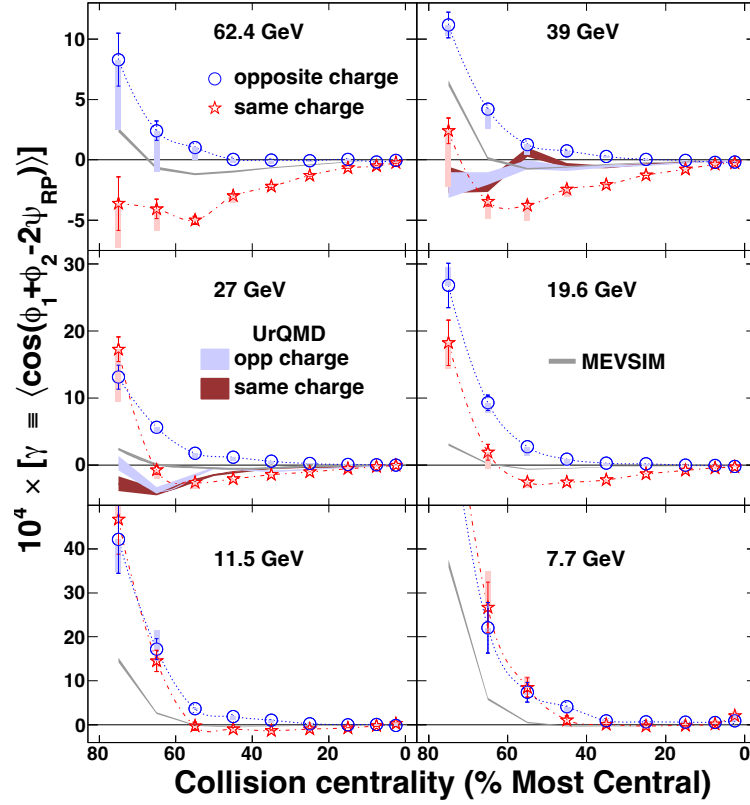 10⁴ × [γ ≡ ⟨cos(ϕ₁+ϕ₂-2ψ_RP)⟩]
62.4 GeV
opposite charge
same charge
39 GeV
10
5
0
-5
27 GeV
UrQMD
opp charge
same charge
19.6 GeV
MEVSIM
30
20
10
0
11.5 GeV
7.7 GeV
40
30
20
10
0
80 60 40 20 0
80 60 40 20 0
Collision centrality (% Most Central)